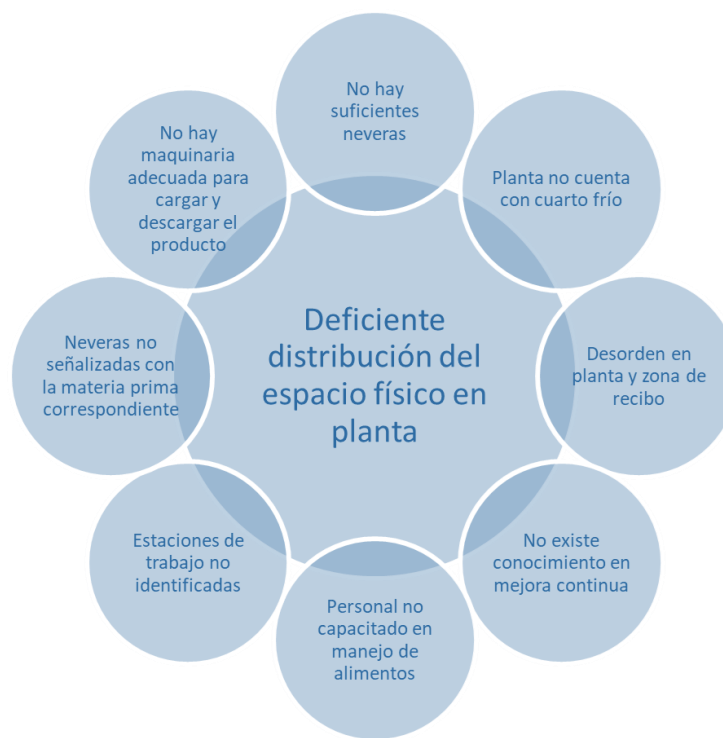 No hay
suficientes
neveras
Planta no cuenta
con cuarto frío
Desorden en
planta y zona de
recibo
No existe
conocimiento en
mejora continua
Personal no
capacitado en
manejo de
alimentos
Estaciones de
trabajo no
identificadas
Neveras no
señalizadas con
la materia prima
correspondiente
No hay
maquinaria
adecuada para
cargar y
descargar el
producto
Deficiente
distribución del
espacio físico en
planta